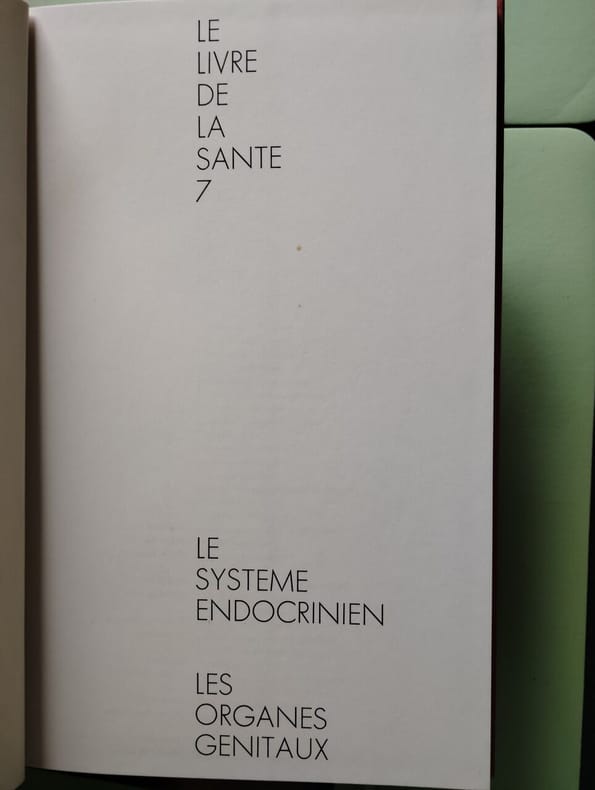 LE
LIVRE
DE
LA
SANTE
7
LE
SYSTEME
ENDOCRINIEN
LES
ORGANES
GENITAUX